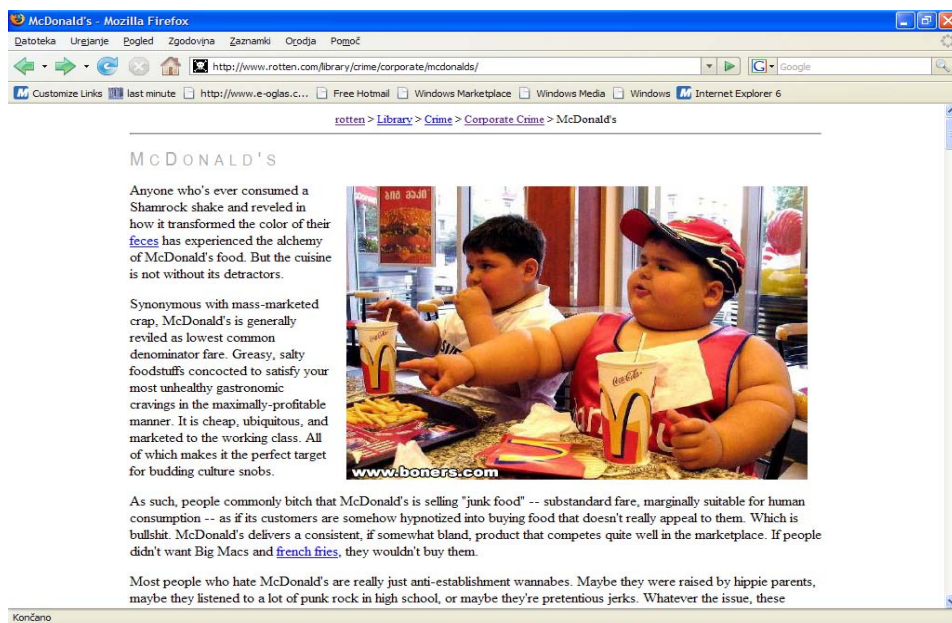 McDonald's - Mozilla Firefox
Datoteka Urejanje Pogled Zgodovina Zaznamki Orodja Pomoč
http://www.rotten.com/library/crime/corporate/mcdonalds/
Google
Customize Links last minute http://www.e-oglas.c... Free Hotmail Windows Marketplace Windows Media Windows Internet Explorer 6
rotten > Library > Crime > Corporate Crime > McDonald's
MCDONALD'S
Anyone who's ever consumed a
Shamrock shake and reveled in
how it transformed the color of their
feces has experienced the alchemy
of McDonald's food. But the cuisine
is not without its detractors.
Synonymous with mass-marketed
crap, McDonald's is generally
reviled as lowest common
denominator fare. Greasy, salty
foodstuffs concocted to satisfy your
most unhealthy gastronomic
cravings in the maximally-profitable
manner. It is cheap, ubiquitous, and
marketed to the working class. All
of which makes it the perfect target
for budding culture snobs.
Coca-Cola
Coca-Cola
www.boners.com
As such, people commonly bitch that McDonald's is selling "junk food" -- substandard fare, marginally suitable for human
consumption -- as if its customers are somehow hypnotized into buying food that doesn't really appeal to them. Which is
bullshit. McDonald's delivers a consistent, if somewhat bland, product that competes quite well in the marketplace. If people
didn't want Big Macs and french fries, they wouldn't buy them.
Most people who hate McDonald's are really just anti-establishment wannabes. Maybe they were raised by hippie parents,
maybe they listened to a lot of punk rock in high school, or maybe they're pretentious jerks. Whatever the issue, these
Končano